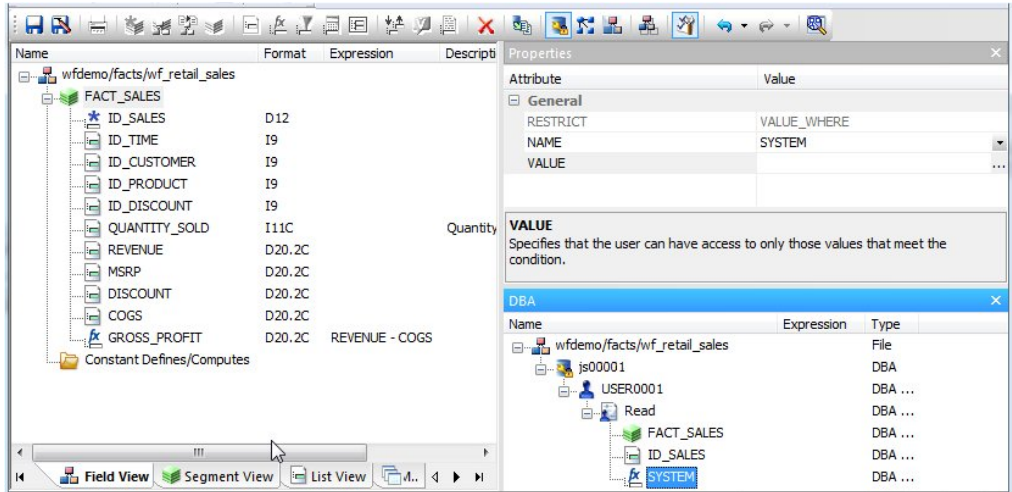 Name Format Expression Descripti
wfdemo/facts/wf_retail_sales
FACT_SALES
ID_SALES D12
ID_TIME I9
ID_CUSTOMER I9
ID_PRODUCT I9
ID_DISCOUNT I9
QUANTITY_SOLD I11C Quantity
REVENUE D20.2C
MSRP D20.2C
DISCOUNT D20.2C
COGS D20.2C
GROSS_PROFIT D20.2C REVENUE - COGS
Constant Defines/Computes
Field View Segment View List View
Properties
Attribute Value
General
RESTRICT VALUE_WHERE
NAME SYSTEM
VALUE ...
VALUE
Specifies that the user can have access to only those values that meet the
condition.
DBA
Name Expression Type
wfdemo/facts/wf_retail_sales File
js00001 DBA
USER0001 DBA ...
Read DBA ...
FACT_SALES DBA ...
ID_SALES DBA ...
SYSTEM DBA ...